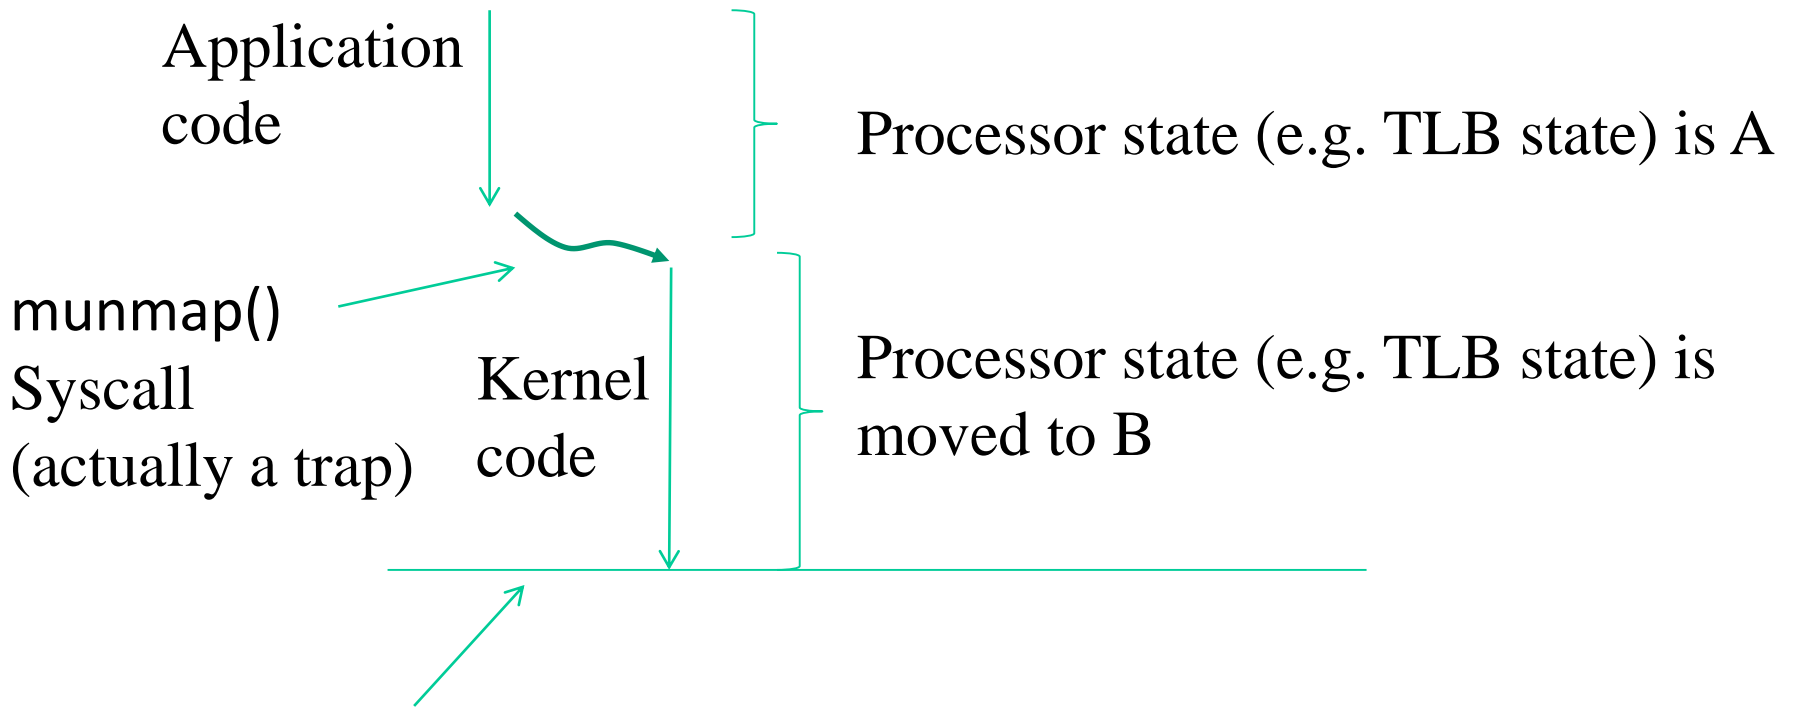 Application
code
Processor state (e.g. TLB state) is A
munmap()
Syscall
(actually a trap)
Kernel
code
Processor state (e.g. TLB state) is
moved to B